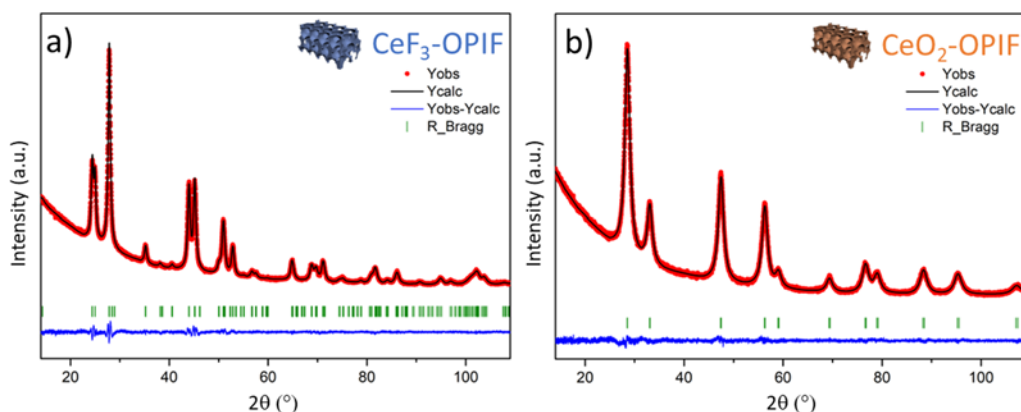 a)
CeF₃-OPIF
Yobs
Ycalc
Yobs-Ycalc
R_Bragg
Intensity (a.u.)
20 40 60 80 100
2θ (°)
b)
CeO₂-OPIF
Yobs
Ycalc
Yobs-Ycalc
R_Bragg
Intensity (a.u.)
20 40 60 80 100
2θ (°)